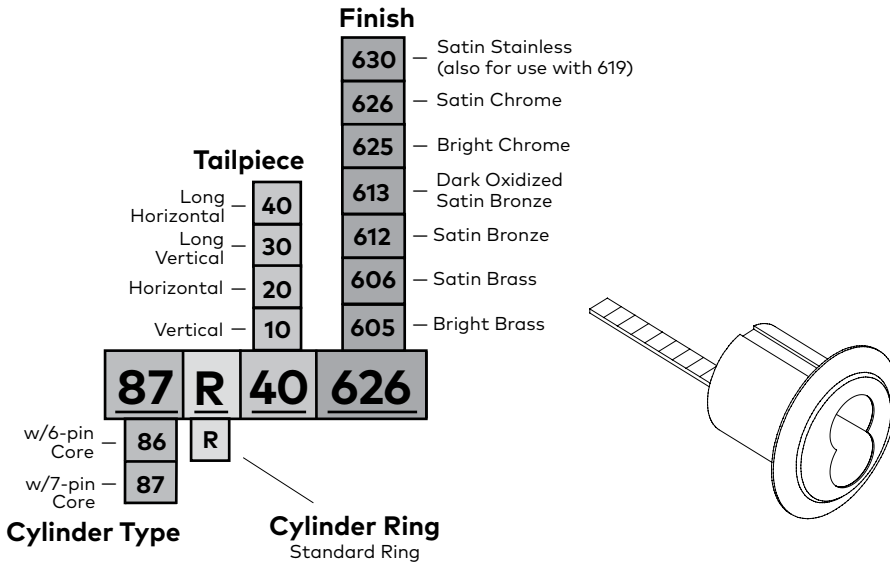 Finish
630 — Satin Stainless
(also for use with 619)
626 — Satin Chrome
625 — Bright Chrome
613 — Dark Oxidized
Satin Bronze
612 — Satin Bronze
606 — Satin Brass
605 — Bright Brass
Tailpiece
Long
Horizontal — 40
Long
Vertical — 30
Horizontal — 20
Vertical — 10
87 R 40 626
w/6-pin
Core — 86
R
w/7-pin
Core — 87
Cylinder Type
Cylinder Ring
Standard Ring